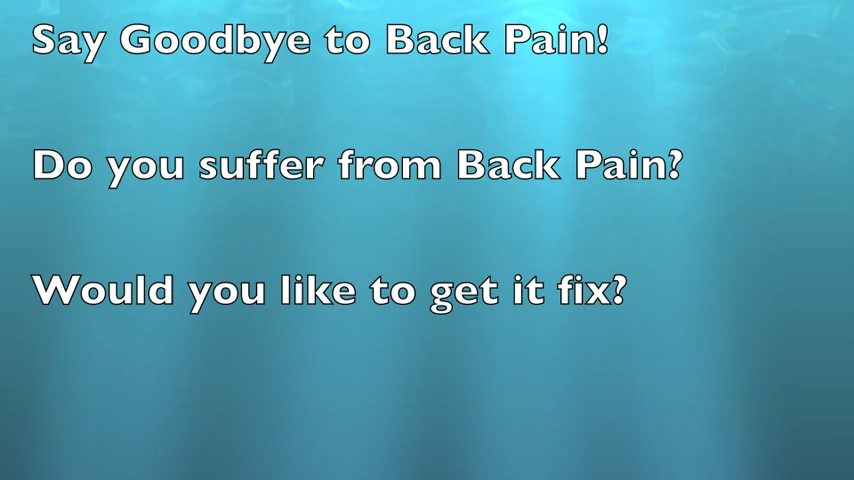 Say Goodbye to Back Pain!
Do you suffer from Back Pain?
Would you like to get it fix?